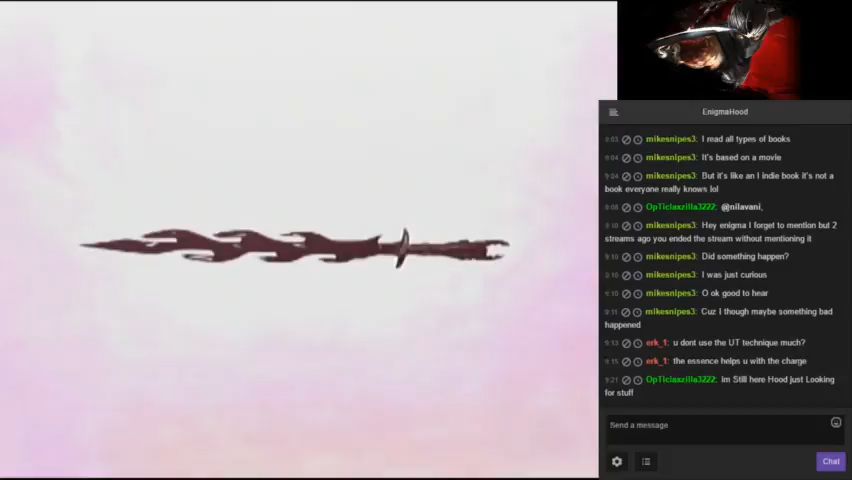 EnigmaHood
9:03 mikesnipes3: I read all types of books
9:04 mikesnipes3: It's based on a movie
9:04 mikesnipes3: But it's like an I indie book it's not a
book everyone really knows lol
9:08 OpTiclaxzilla3222: @nilavani,
9:10 mikesnipes3: Hey enigma I forget to mention but 2
streams ago you ended the stream without mentioning it
9:10 mikesnipes3: Did something happen?
9:10 mikesnipes3: I was just curious
9:10 mikesnipes3: O ok good to hear
9:11 mikesnipes3: Cuz I though maybe something bad
happened
9:13 erk_1: u dont use the UT technique much?
9:15 erk_1: the essence helps u with the charge
9:21 OpTiclaxzilla3222: im Still here Hood just Looking
for stuff
Send a message
Chat